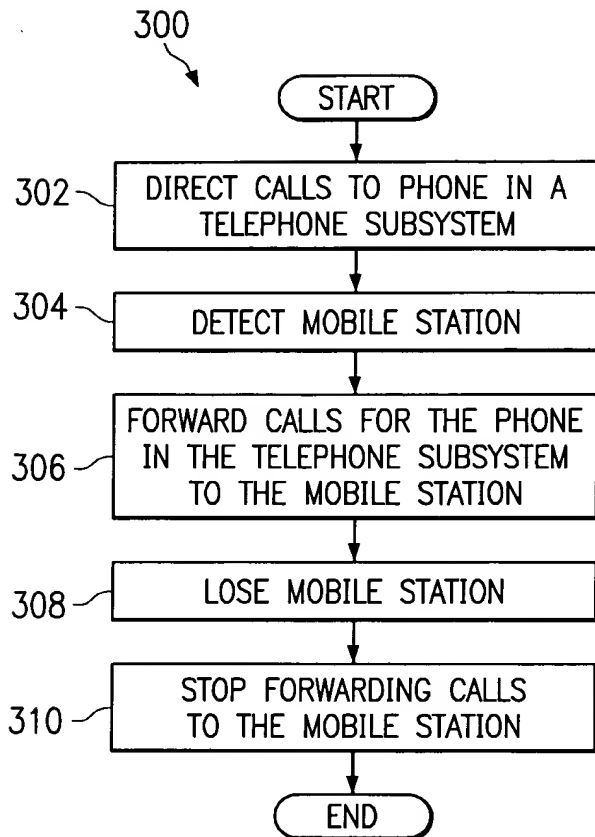 300
START
302
DIRECT CALLS TO PHONE IN A
TELEPHONE SUBSYSTEM
304
DETECT MOBILE STATION
306
FORWARD CALLS FOR THE PHONE
IN THE TELEPHONE SUBSYSTEM
TO THE MOBILE STATION
308
LOSE MOBILE STATION
310
STOP FORWARDING CALLS
TO THE MOBILE STATION
END